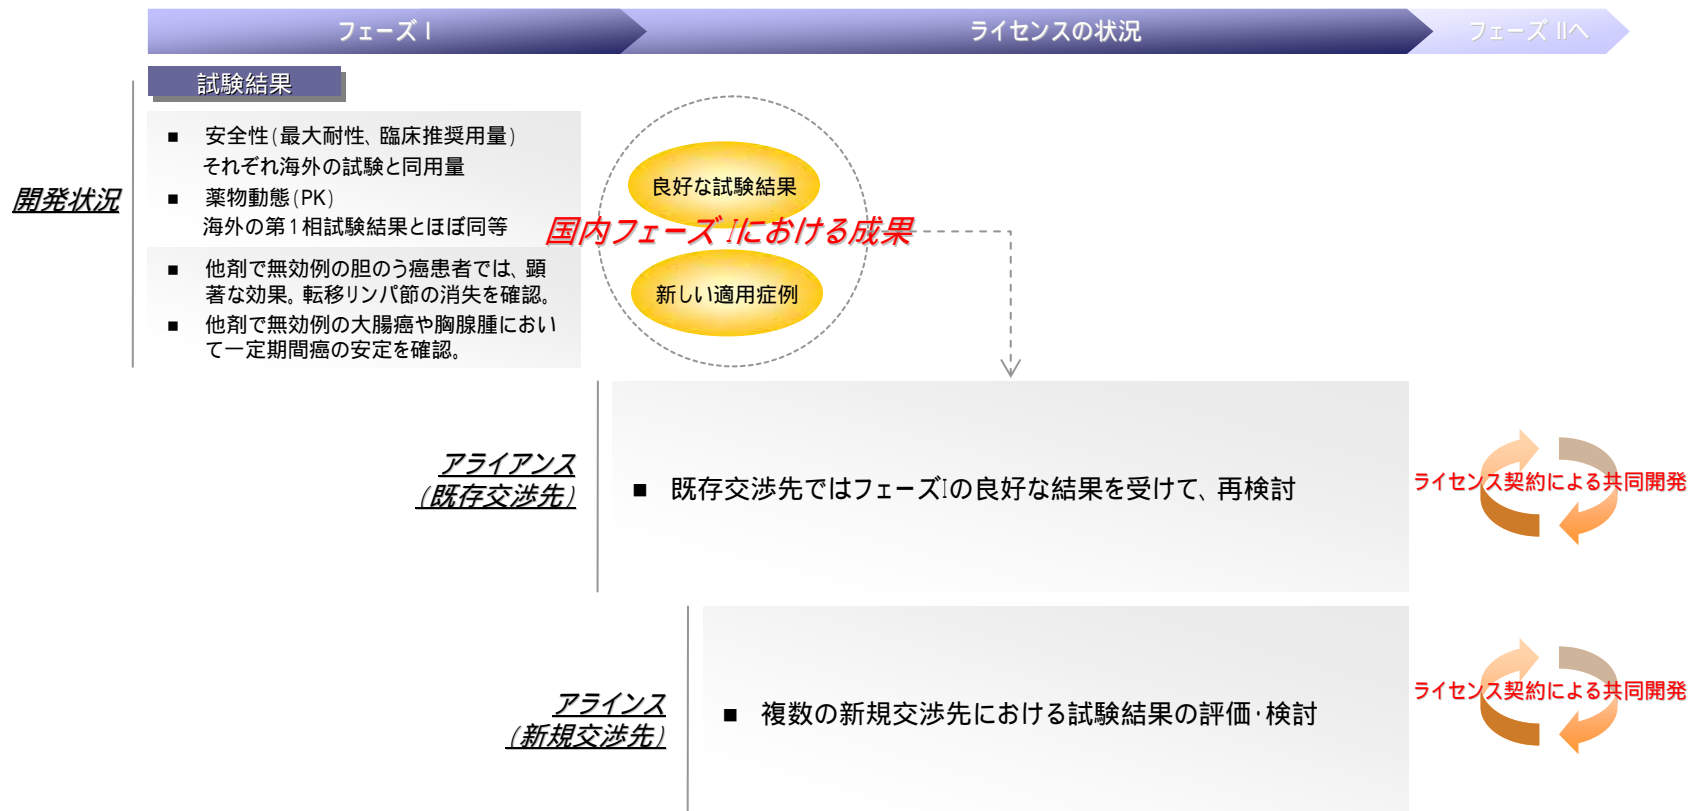 フェーズ I
ライセンスの状況
フェーズ IIへ
試験結果
開発状況
■ 安全性(最大耐性、臨床推奨用量)
それぞれ海外の試験と同用量
■ 薬物動態(PK)
海外の第1相試験結果とほぼ同等
■ 他剤で無効例の胆のう癌患者では、顕
著な効果。転移リンパ節の消失を確認。
■ 他剤で無効例の大腸癌や胸腺腫におい
て一定期間癌の安定を確認。
良好な試験結果
国内フェーズ Iにおける成果
新しい適用症例
アライアンス
(既存交渉先)
■ 既存交渉先ではフェーズIの良好な結果を受けて、再検討
ライセンス契約による共同開発
アラインス
(新規交渉先)
■ 複数の新規交渉先における試験結果の評価・検討
ライセンス契約による共同開発